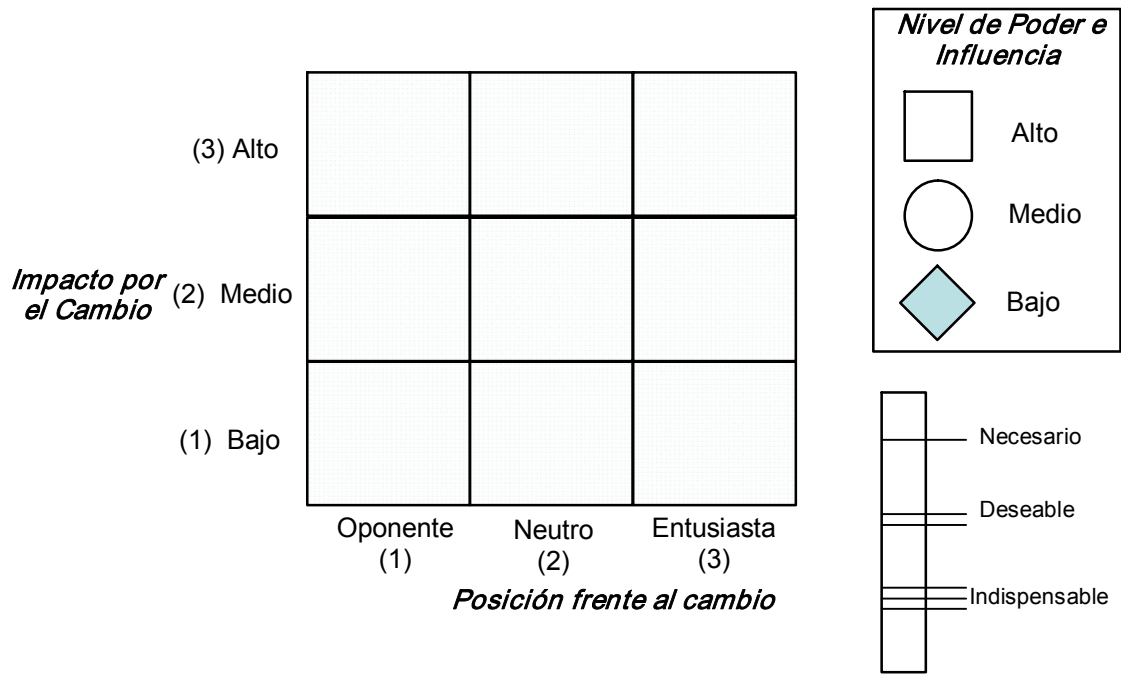 Nivel de Poder e
Influencia
Alto
Medio
Bajo
(3) Alto
Impacto por
el Cambio
(2) Medio
(1) Bajo
Oponente
(1)
Neutro
(2)
Entusiasta
(3)
Posición frente al cambio
Necesario
Deseable
Indispensable